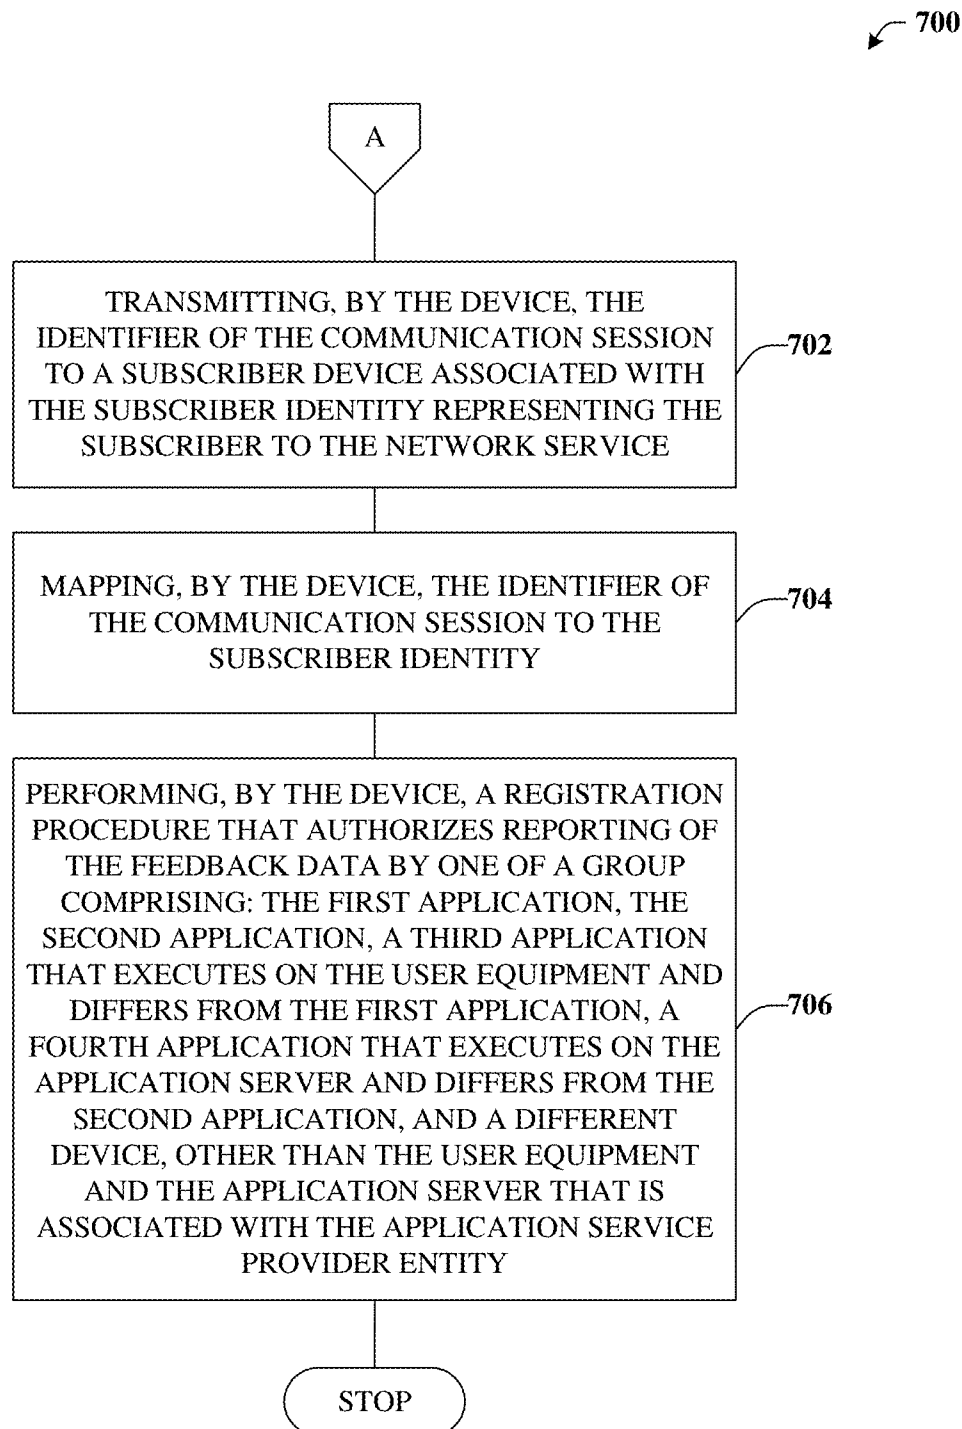 700
A
TRANSMITTING, BY THE DEVICE, THE
IDENTIFIER OF THE COMMUNICATION SESSION
TO A SUBSCRIBER DEVICE ASSOCIATED WITH
THE SUBSCRIBER IDENTITY REPRESENTING THE
SUBSCRIBER TO THE NETWORK SERVICE
702
MAPPING, BY THE DEVICE, THE IDENTIFIER OF
THE COMMUNICATION SESSION TO THE
SUBSCRIBER IDENTITY
704
PERFORMING, BY THE DEVICE, A REGISTRATION
PROCEDURE THAT AUTHORIZES REPORTING OF
THE FEEDBACK DATA BY ONE OF A GROUP
COMPRISING: THE FIRST APPLICATION, THE
SECOND APPLICATION, A THIRD APPLICATION
THAT EXECUTES ON THE USER EQUIPMENT AND
DIFFERS FROM THE FIRST APPLICATION, A
FOURTH APPLICATION THAT EXECUTES ON THE
APPLICATION SERVER AND DIFFERS FROM THE
SECOND APPLICATION, AND A DIFFERENT
DEVICE, OTHER THAN THE USER EQUIPMENT
AND THE APPLICATION SERVER THAT IS
ASSOCIATED WITH THE APPLICATION SERVICE
PROVIDER ENTITY
706
STOP